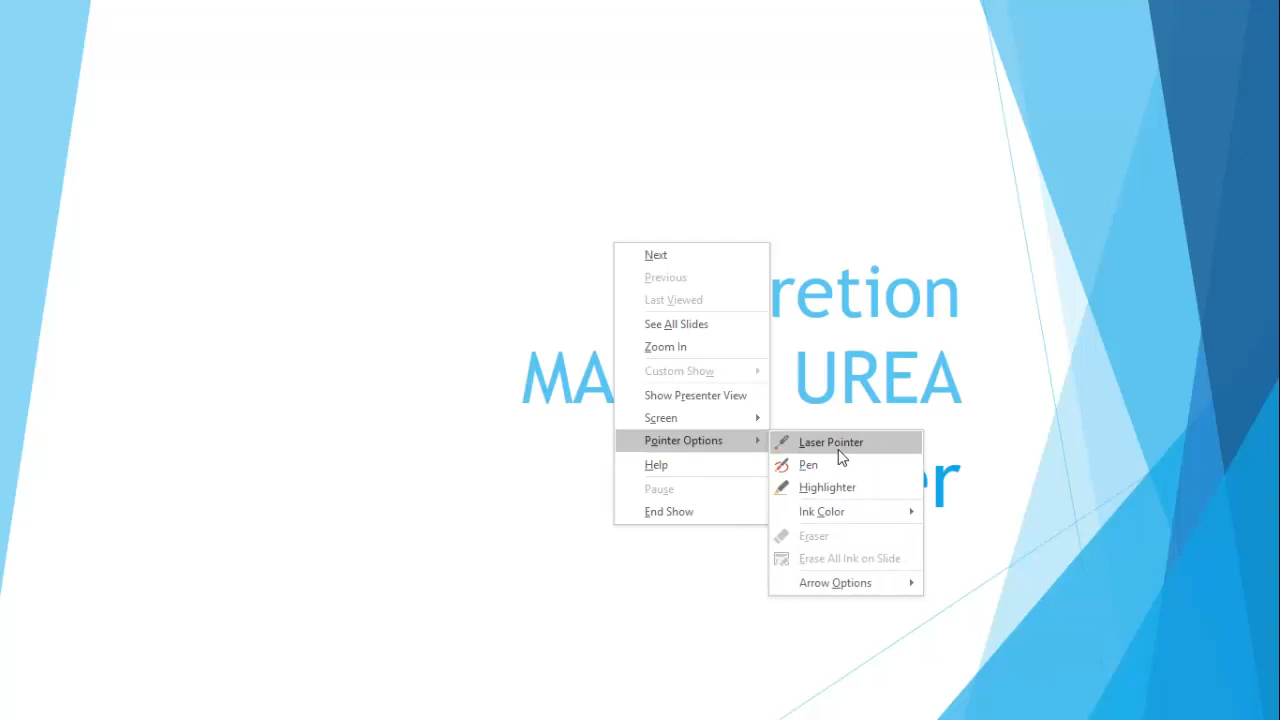 Next
Previous
Last Viewed
See All Slides
Zoom In
Custom Show
Show Presenter View
Screen
Pointer Options
Help
Pause
End Show
Laser Pointer
Pen
Highlighter
Ink Color
Eraser
Erase All Ink on Slide
Arrow Options
retion
MA UREA
er